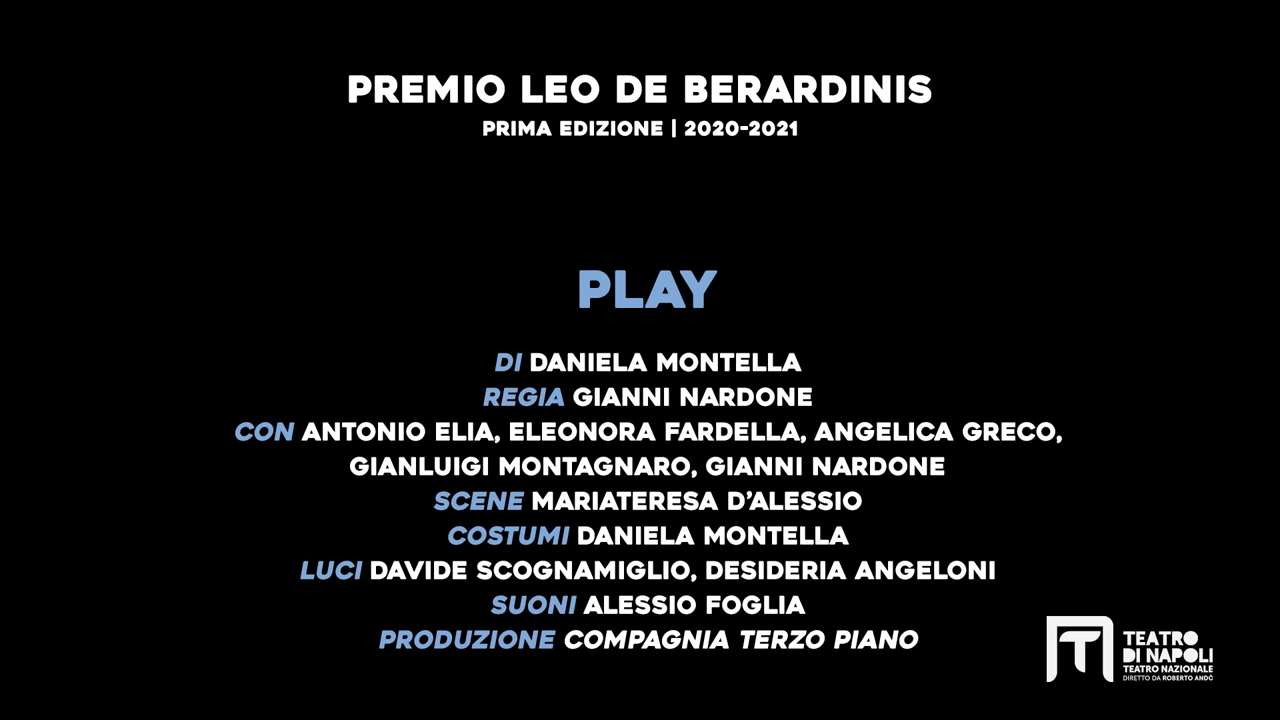 PREMIO LEO DE BERARDINIS
PRIMA EDIZIONE | 2020-2021
PLAY
DI DANIELA MONTELLA
REGIA GIANNI NARDONE
CON ANTONIO ELIA, ELEONORA FARDELLA, ANGELICA GRECO,
GIANLUIGI MONTAGNARO, GIANNI NARDONE
SCENE MARIATERESA D’ALESSIO
COSTUMI DANIELA MONTELLA
LUCI DAVIDE SCOGNAMIGLIO, DESIDERIA ANGELONI
SUONI ALESSIO FOGLIA
PRODUZIONE COMPAGNIA TERZO PIANO
TEATRO
DI NAPOLI
TEATRO NAZIONALE
DIRETTO DA ROBERTO ANDÒ